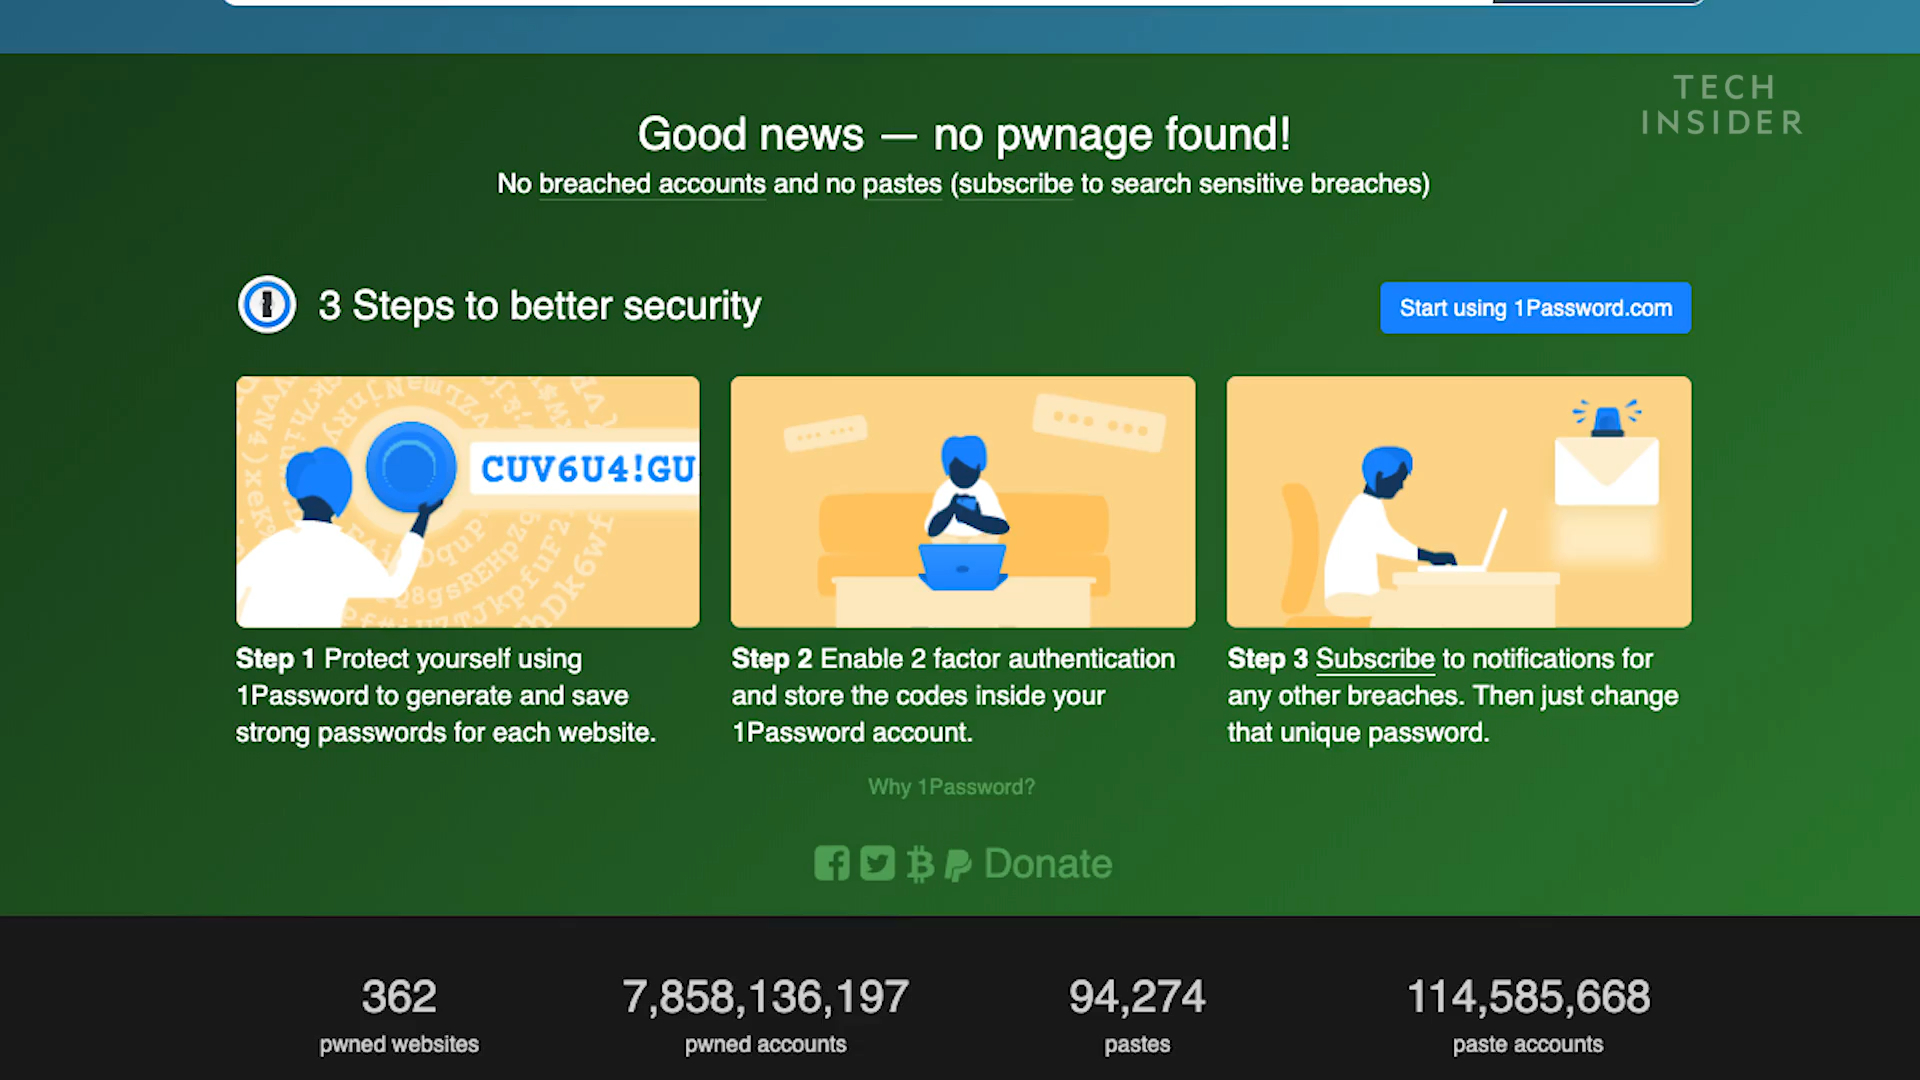 TECH
INSIDER
Good news — no pwnage found!
No breached accounts and no pastes (subscribe to search sensitive breaches)
3 Steps to better security
Start using 1Password.com
CUV6U4!GU
Step 1 Protect yourself using
1Password to generate and save
strong passwords for each website.
Step 2 Enable 2 factor authentication
and store the codes inside your
1Password account.
Step 3 Subscribe to notifications for
any other breaches. Then just change
that unique password.
Why 1Password?
Donate
362
pwned websites
7,858,136,197
pwned accounts
94,274
pastes
114,585,668
paste accounts